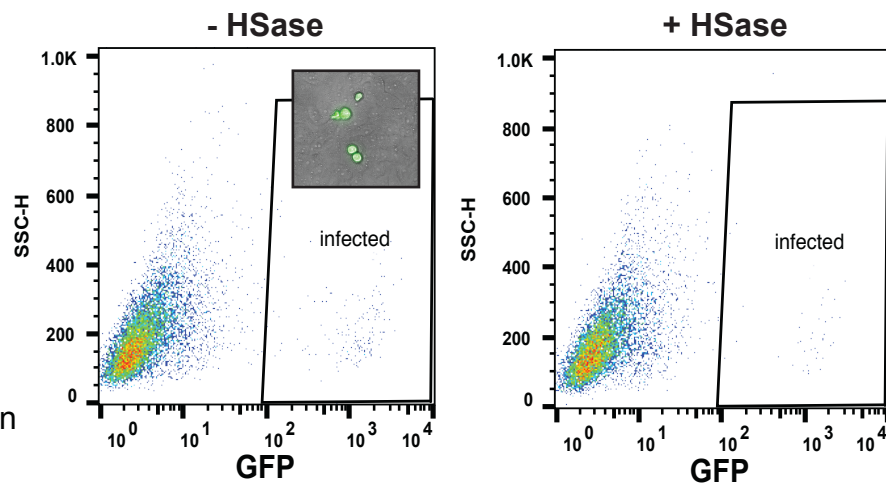 - HSase
+ HSase
1.0K
800
600
400
200
0
SSC-H
infected
10^0 10^1 10^2 10^3 10^4
GFP
1.0K
800
600
400
200
0
SSC-H
infected
10^0 10^1 10^2 10^3 10^4
GFP
n